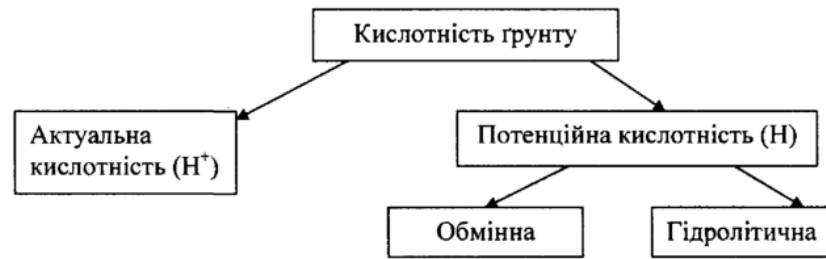 Кислотність ґрунту
Актуальна
кислотність (Н⁺)
Потенційна кислотність (Н)
Обмінна
Гідролітична